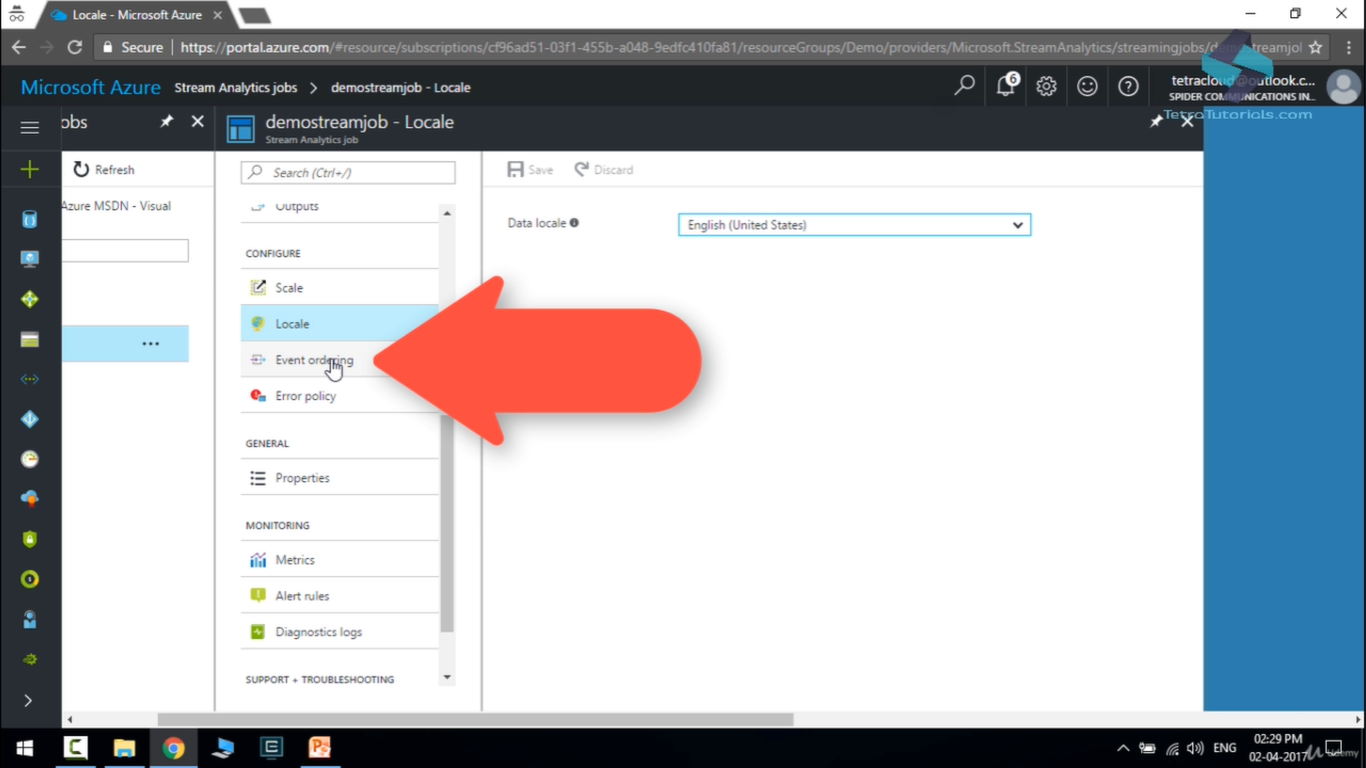 Locale - Microsoft Azure
Secure
https://portal.azure.com/#resource/subscriptions/cf96ad51-03f1-455b-a048-9edfc410fa81/resourceGroups/Demo/providers/Microsoft.StreamAnalytics/streamingjobs/
Microsoft Azure
Stream Analytics jobs > demostreamjob - Locale
6
tetracloud@outlook.c...
SPIDER COMMUNICATIONS IN...
TetraTutorials.com
obs
demostreamjob - Locale
Stream Analytics job
Refresh
Search (Ctrl+/)
Save
Discard
Azure MSDN - Visual
Outputs
Data locale
English (United States)
CONFIGURE
Scale
Locale
Event ordering
Error policy
GENERAL
Properties
MONITORING
Metrics
Alert rules
Diagnostics logs
SUPPORT + TROUBLESHOOTING
ENG
02:29 PM
02-04-2017
Udemy